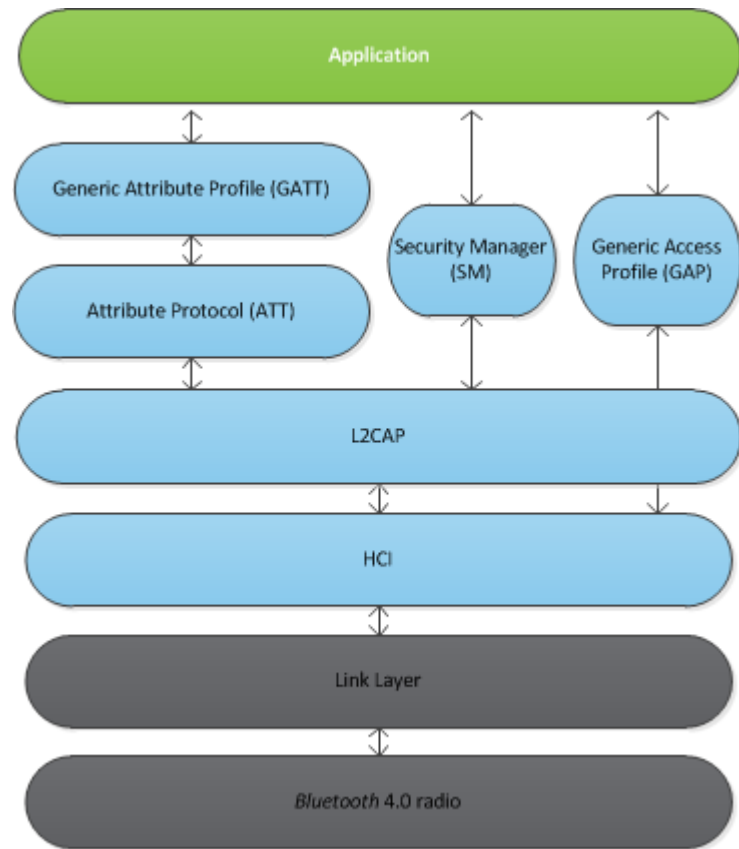 Application
Generic Attribute Profile (GATT)
Security Manager
(SM)
Generic Access
Profile (GAP)
Attribute Protocol (ATT)
L2CAP
HCI
Link Layer
Bluetooth 4.0 radio